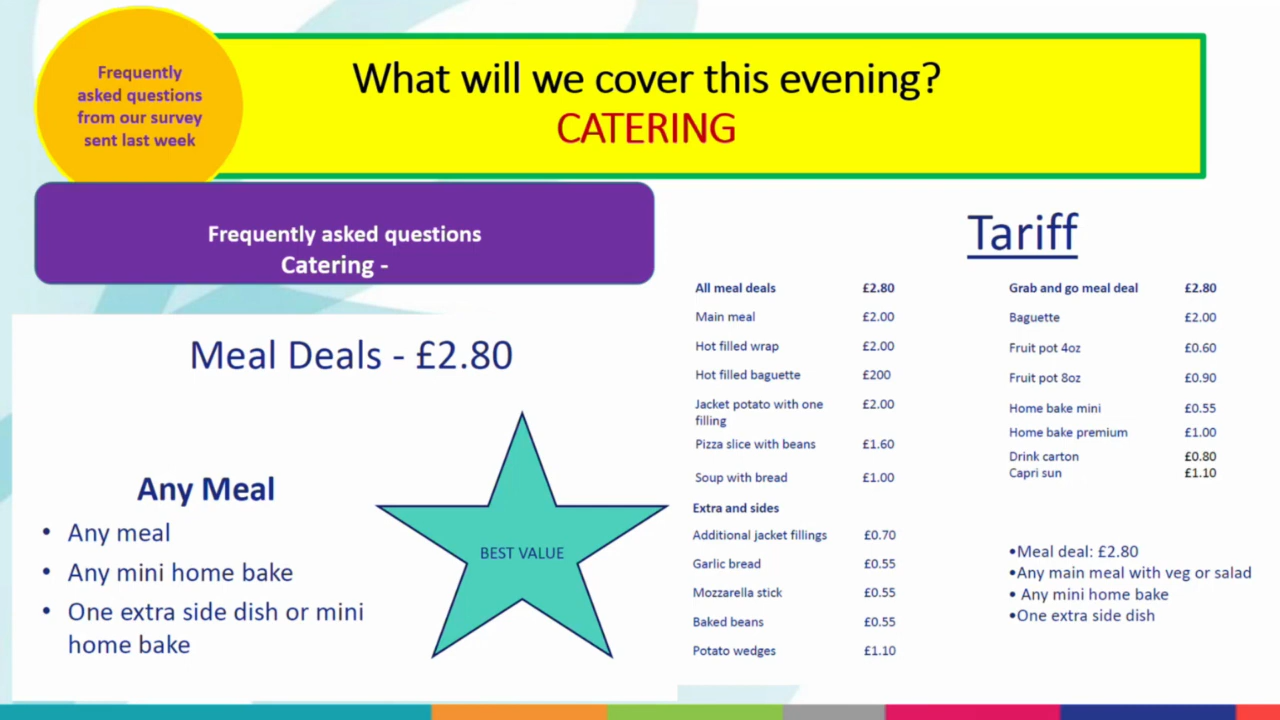 Frequently
asked questions
from our survey
sent last week
What will we cover this evening?
CATERING
Frequently asked questions
Catering -
Meal Deals - £2.80
Any Meal
• Any meal
• Any mini home bake
• One extra side dish or mini
home bake
BEST VALUE
Tariff
All meal deals £2.80
Main meal £2.00
Hot filled wrap £2.00
Hot filled baguette £200
Jacket potato with one £2.00
filling
Pizza slice with beans £1.60
Soup with bread £1.00
Extra and sides
Additional jacket fillings £0.70
Garlic bread £0.55
Mozzarella stick £0.55
Baked beans £0.55
Potato wedges £1.10
Grab and go meal deal £2.80
Baguette £2.00
Fruit pot 4oz £0.60
Fruit pot 8oz £0.90
Home bake mini £0.55
Home bake premium £1.00
Drink carton £0.80
Capri sun £1.10
•Meal deal: £2.80
•Any main meal with veg or salad
• Any mini home bake
•One extra side dish